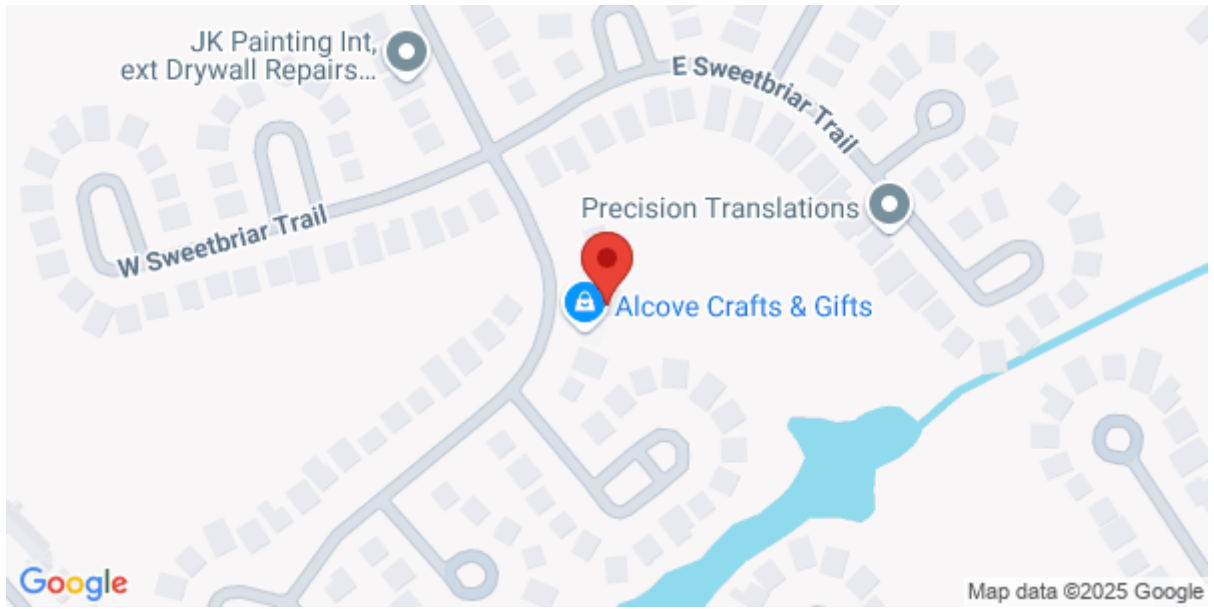 JK Painting Int,
ext Drywall Repairs...
E Sweetbriar Trail
Precision Translations
W Sweetbriar Trail
Alcove Crafts & Gifts
Google
Map data ©2025 Google